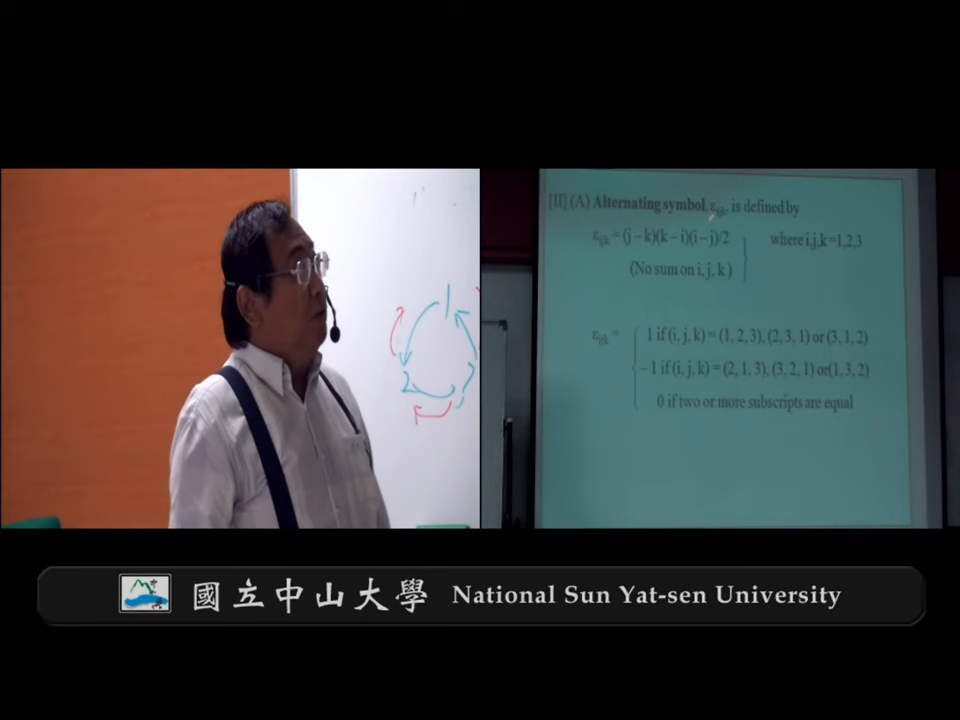 [II] (A) Alternating symbol, εijk, is defined by
εijk = (j – k)(k – i)(i – j)/2 where i,j,k =1,2,3
(No sum on i, j, k )
εijk = 1 if (i, j, k) = (1, 2, 3), (2, 3, 1) or (3, 1, 2)
–1 if (i, j, k) = (2, 1, 3), (3, 2, 1) or(1, 3, 2)
0 if two or more subscripts are equal
1
2
國立中山大學 National Sun Yat-sen University